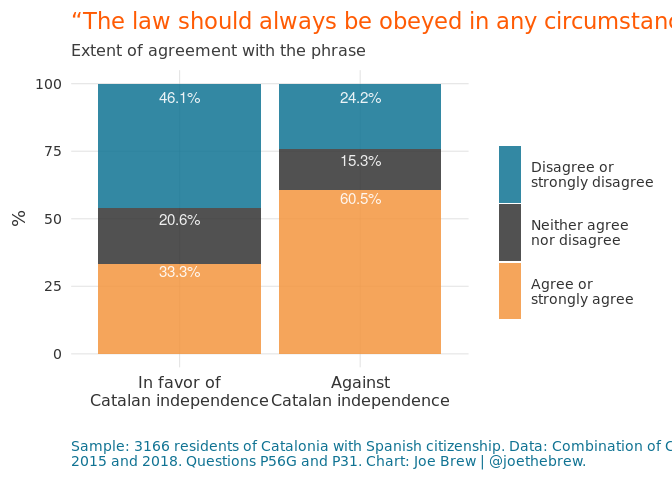 “The law should always be obeyed in any
Extent of agreement with the phrase
100
75
50
25
0
%
46.1%
24.2%
15.3%
20.6%
60.5%
33.3%
Disagree or
strongly disagree
Neither agree
nor disagree
Agree or
strongly agree
In favor of
Catalan independence
Against
Catalan independence
Sample: 3166 residents of Catalonia with Spanish citizenship. Data: Combination of
2015 and 2018. Questions P56G and P31. Chart: Joe Brew | @joethebrew.